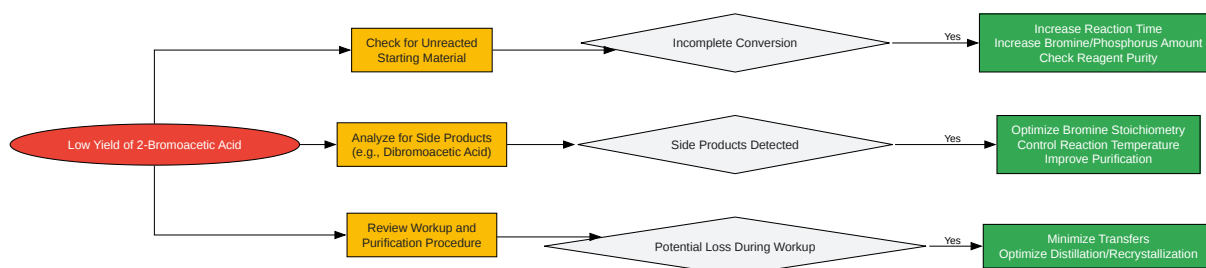 Check for Unreacted
Starting Material
Incomplete Conversion
Yes
Increase Reaction Time
Increase Bromine/Phosphorus Amount
Check Reagent Purity
Low Yield of 2-Bromoacetic Acid
Analyze for Side Products
(e.g., Dibromoacetic Acid)
Side Products Detected
Yes
Optimize Bromine Stoichiometry
Control Reaction Temperature
Improve Purification
Review Workup and
Purification Procedure
Potential Loss During Workup
Yes
Minimize Transfers
Optimize Distillation/Recrystallization